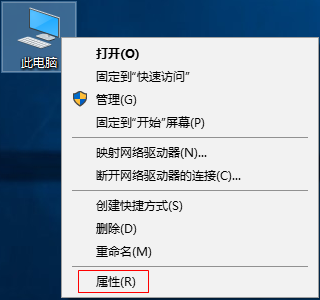 此电脑
打开(O)
固定到"快速访问"
管理(G)
固定到"开始"屏幕(P)
映射网络驱动器(N)...
断开网络驱动器的连接(C)...
创建快捷方式(S)
删除(D)
重命名(M)
属性(R)